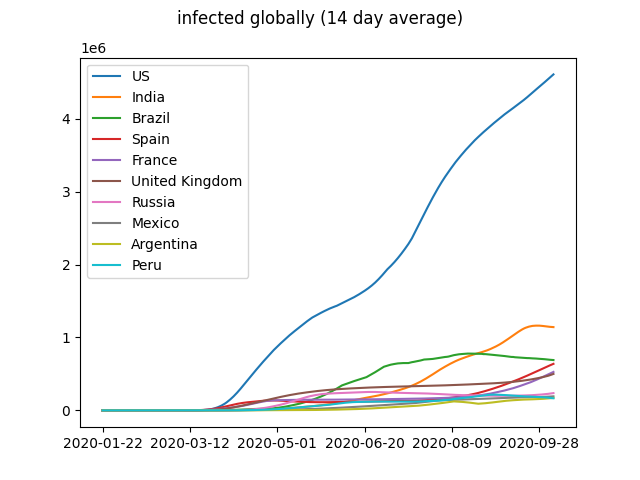 infected globally (14 day average)
1e6
US
India
Brazil
Spain
France
United Kingdom
Russia
Mexico
Argentina
Peru
4
3
2
1
0
2020-01-22 2020-03-12 2020-05-01 2020-06-20 2020-08-09 2020-09-28